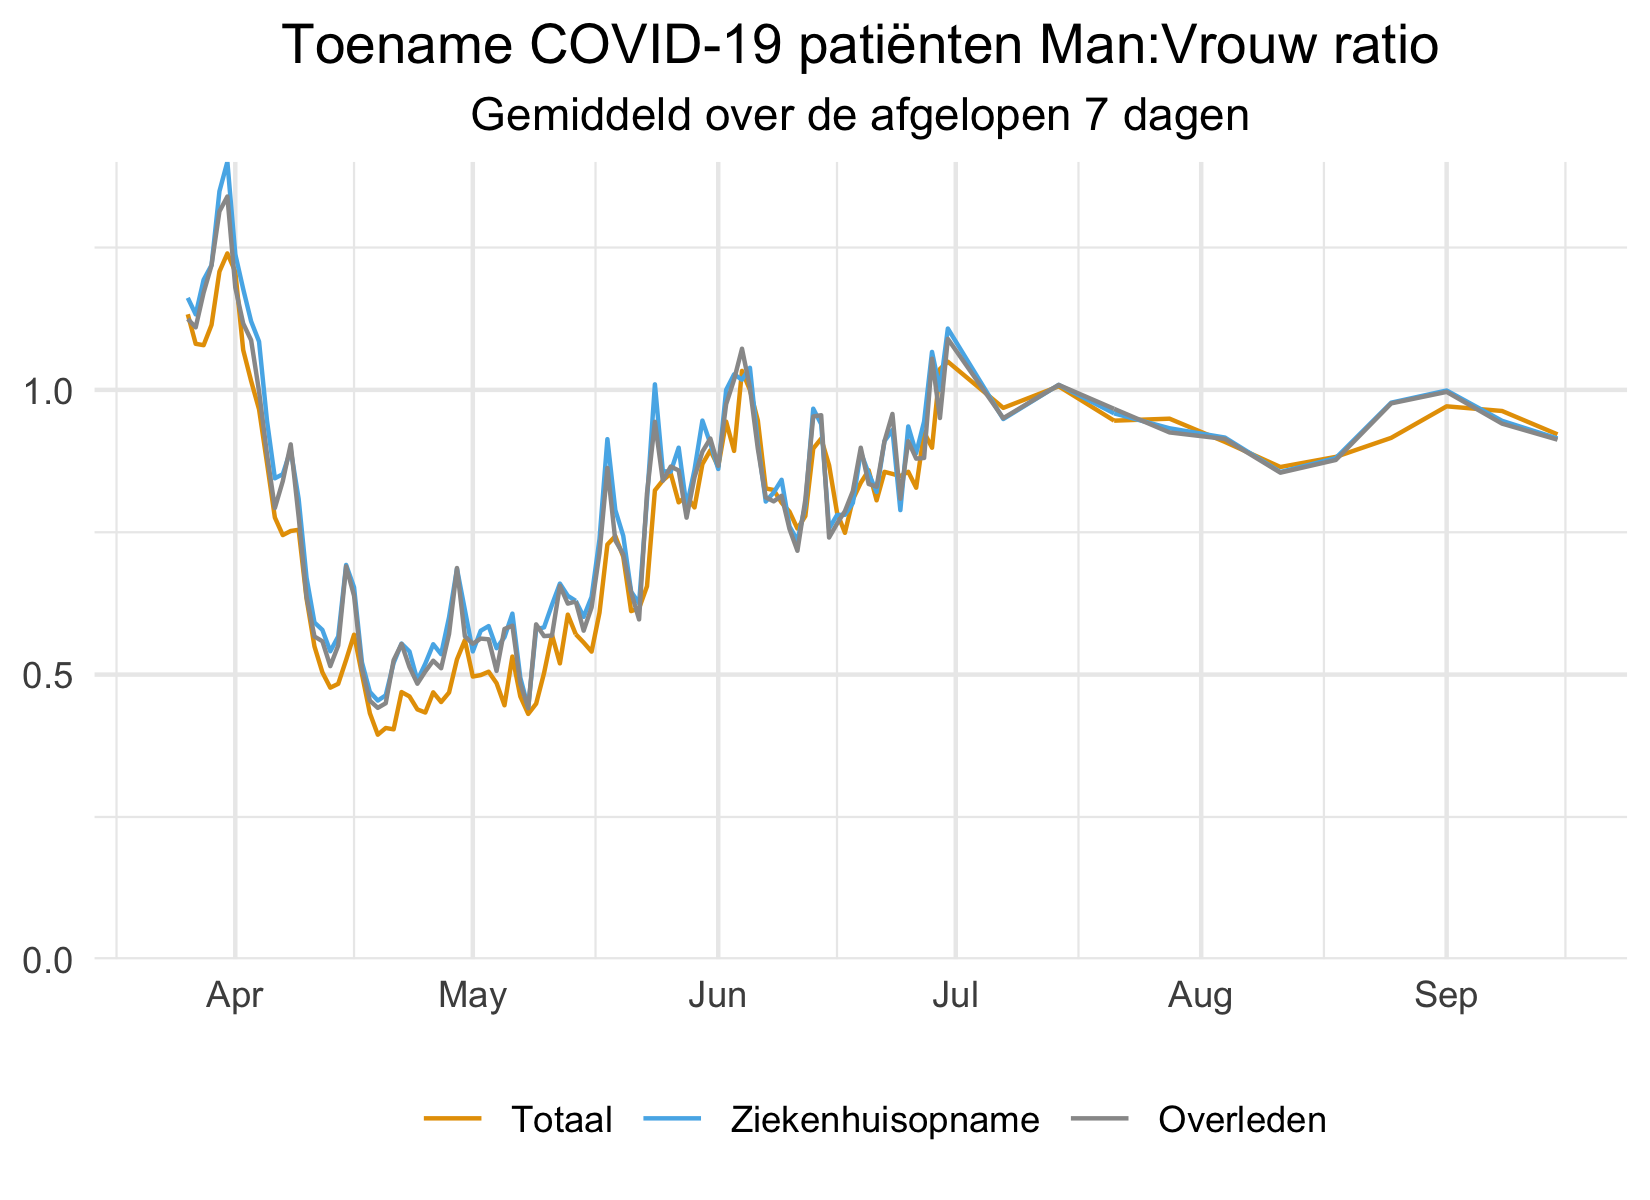 Toename COVID-19 patiënten Man:Vrouw ratio
Gemiddeld over de afgelopen 7 dagen
1.0
0.5
0.0
Apr May Jun Jul Aug Sep
Totaal Ziekenhuisopname Overleden